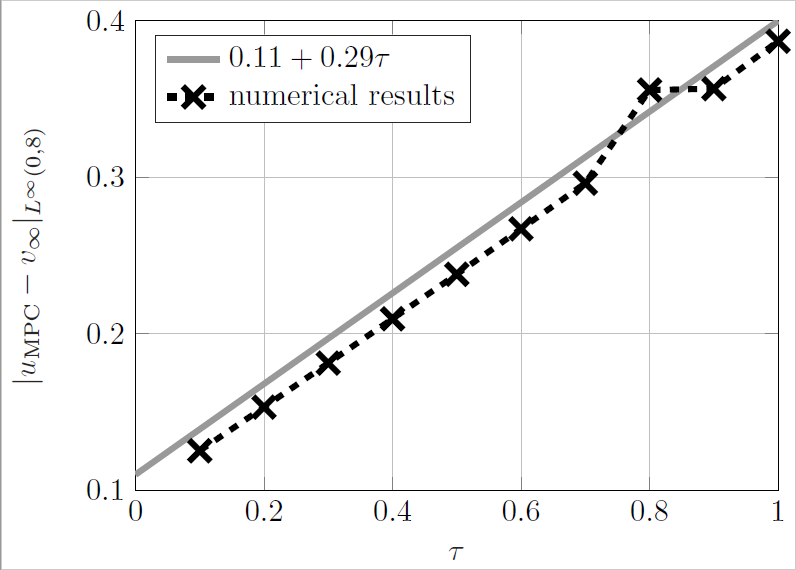 0.11 + 0.29τ
numerical results
|u_MPC − v_∞|_{L^∞(0,8)}
0.4
0.3
0.2
0.1
0 0.2 0.4 0.6 0.8 1
τ